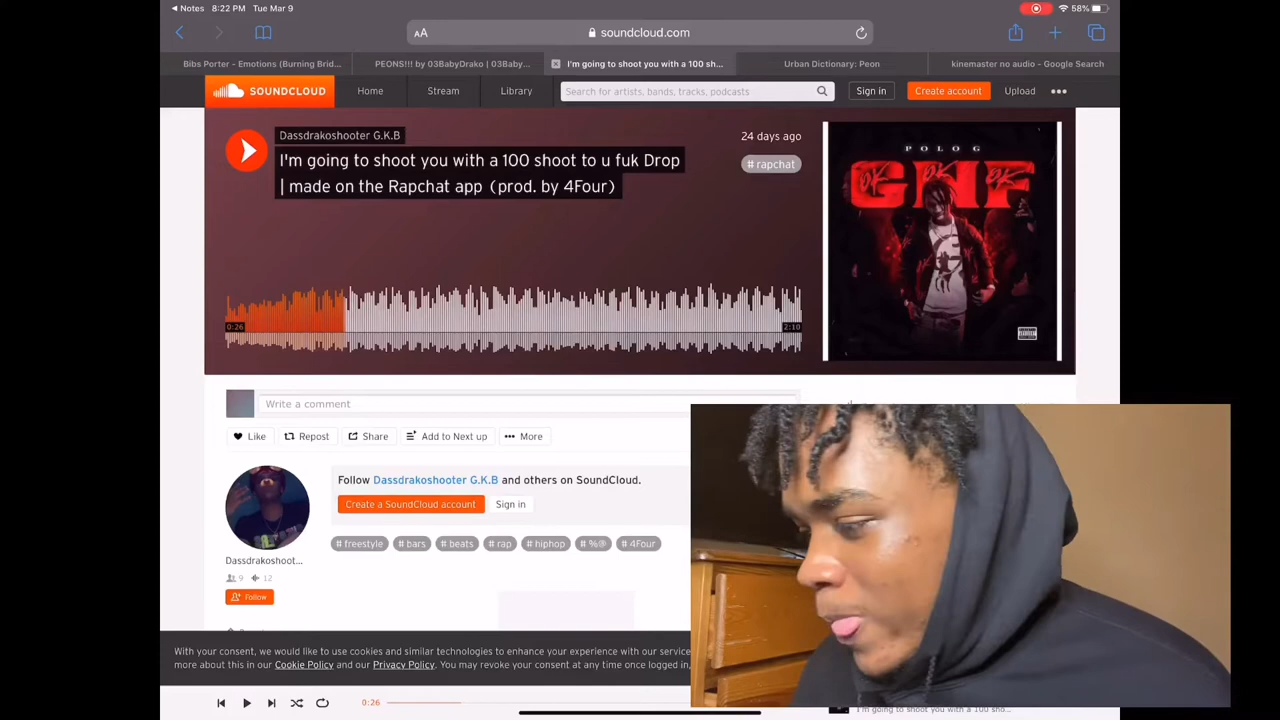 Notes 8:22 PM Tue Mar 9 58%
AA soundcloud.com
Bibs Porter - Emotions (Burning Brid... PEONS!!! by 03BabyDrako | 03Baby... I'm going to shoot you with a 100 sh... Urban Dictionary: Peon kinemaster no audio - Google Search
SOUNDCLOUD Home Stream Library Search for artists, bands, tracks, podcasts Sign in Create account Upload
Dassdrakoshooter G.K.B 24 days ago
I'm going to shoot you with a 100 shoot to u fuk Drop
| made on the Rapchat app (prod. by 4Four)
# rapchat
POLO G
GNF
OK OK OK
0:26 2:10
Write a comment
Like Repost Share Add to Next up More
Follow Dassdrakoshooter G.K.B and others on SoundCloud.
Create a SoundCloud account Sign in
# freestyle # bars # beats # rap # hiphop # %® # 4Four
Dassdrakoshoot...
9 12
Follow
With your consent, we would like to use cookies and similar technologies to enhance your experience with our service
more about this in our Cookie Policy and our Privacy Policy. You may revoke your consent at any time once logged in,
0:26
I'm going to shoot you with a 100 sho...